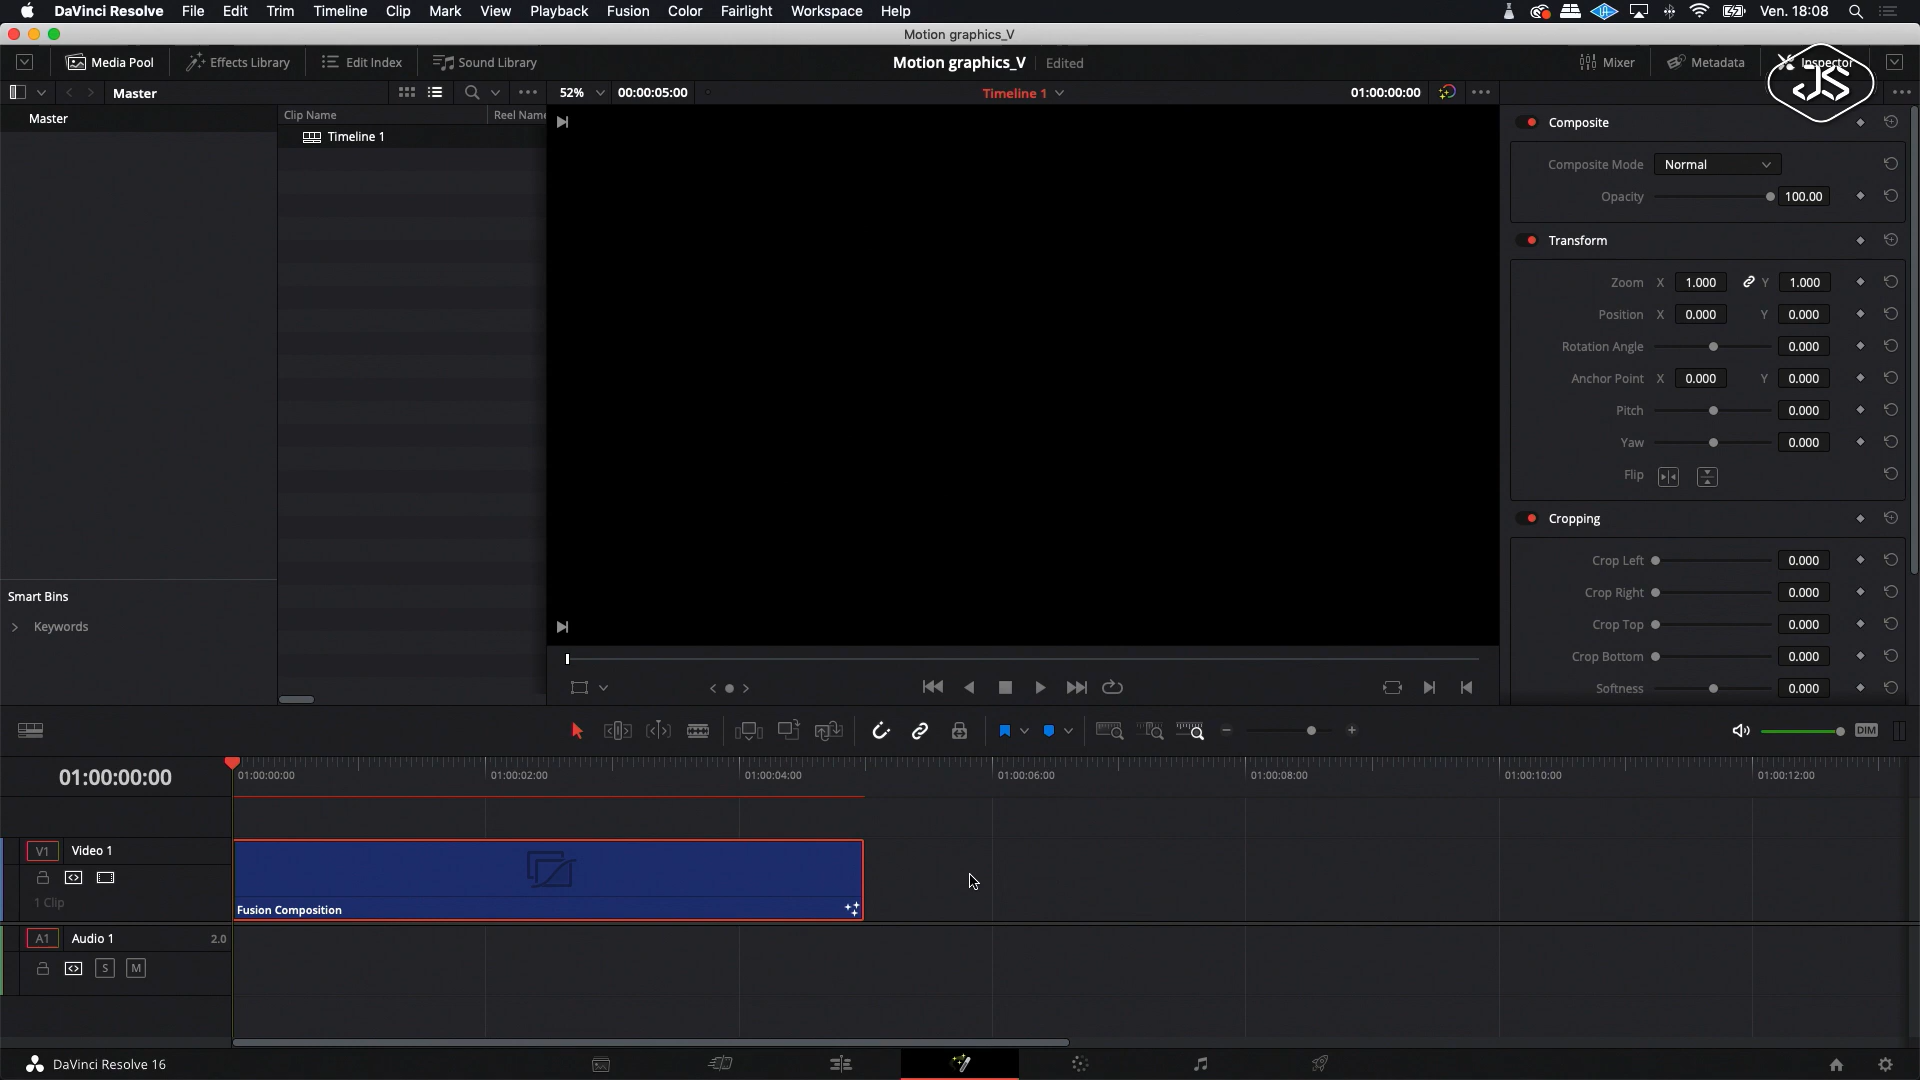 DaVinci Resolve File Edit Trim Timeline Clip Mark View Playback Fusion Color Fairlight Workspace Help Ven. 18:08
Motion graphics_V
Media Pool Effects Library Edit Index Sound Library Motion graphics_V Edited Mixer Metadata Inspector
JS
Master 52% 00:00:05:00 Timeline 1 01:00:00:00
Master Clip Name Reel Name
Timeline 1
Composite
Composite Mode Normal
Opacity 100.00
Transform
Zoom X 1.000 Y 1.000
Position X 0.000 Y 0.000
Rotation Angle 0.000
Anchor Point X 0.000 Y 0.000
Pitch 0.000
Yaw 0.000
Flip
Cropping
Crop Left 0.000
Crop Right 0.000
Crop Top 0.000
Crop Bottom 0.000
Softness 0.000
Smart Bins
Keywords
DIM
01:00:00:00 01:00:00:00 01:00:02:00 01:00:04:00 01:00:06:00 01:00:08:00 01:00:10:00 01:00:12:00
V1 Video 1
1 Clip
Fusion Composition
A1 Audio 1 2.0
S M
DaVinci Resolve 16